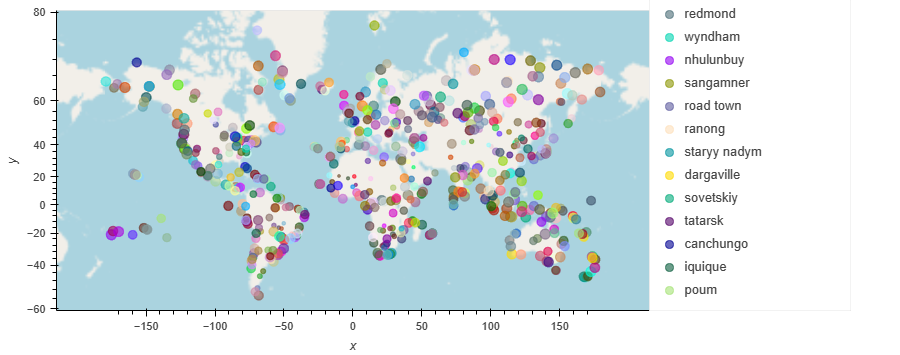 80
60
40
20
0
−20
−40
−60
y
−150
−100
−50
0
50
100
150
x
redmond
wyndham
nhulunbuy
sangamner
road town
ranong
staryy nadym
dargaville
sovetskiy
tatarsk
canchungo
iquique
poum